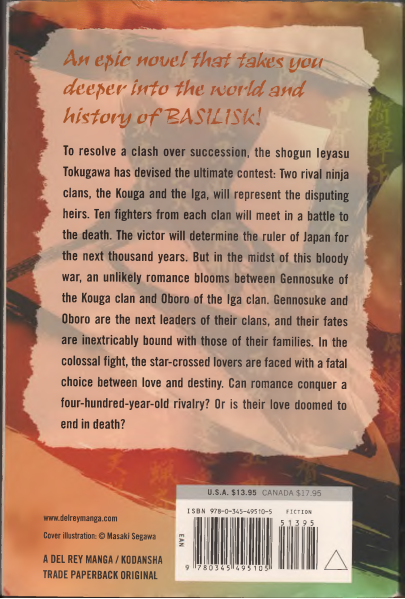 An epic novel that takes you
deeper into the world and
history of BASILISK!
To resolve a clash over succession, the shogun Ieyasu
Tokugawa has devised the ultimate contest: Two rival ninja
clans, the Kouga and the Iga, will represent the disputing
heirs. Ten fighters from each clan will meet in a battle to
the death. The victor will determine the ruler of Japan for
the next thousand years. But in the midst of this bloody
war, an unlikely romance blooms between Gennosuke of
the Kouga clan and Oboro of the Iga clan. Gennosuke and
Oboro are the next leaders of their clans, and their fates
are inextricably bound with those of their families. In the
colossal fight, the star-crossed lovers are faced with a fatal
choice between love and destiny. Can romance conquer a
four-hundred-year-old rivalry? Or is their love doomed to
end in death?
U.S.A. $13.95 CANADA $17.95
ISBN 978-0-345-49510-5 FICTION
51395
EAN
9 780345 495105
www.delreymanga.com
Cover illustration: © Masaki Segawa
A DEL REY MANGA / KODANSHA
TRADE PAPERBACK ORIGINAL